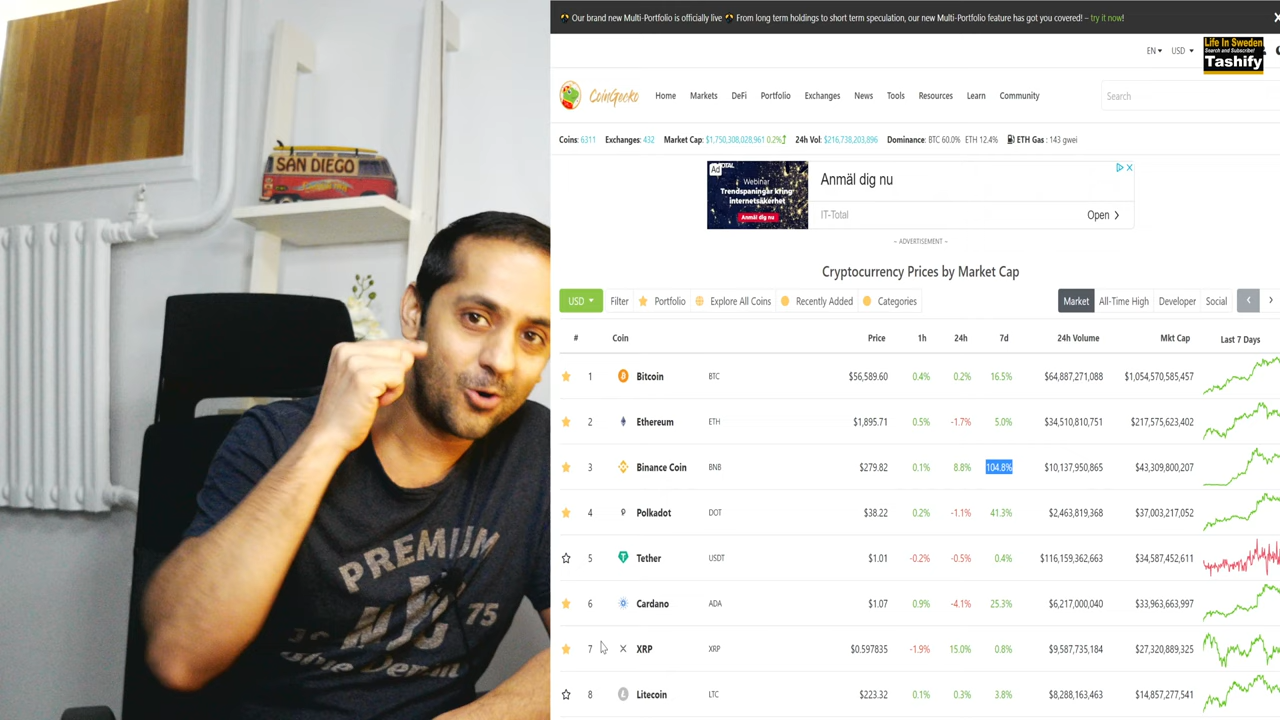 Our brand new Multi-Portfolio is officially live From long term holdings to short term speculation, our new Multi-Portfolio feature has got you covered! – try it now!
EN USD
Life In Sweden
Search and Subscribe!
Tashify
CoinGecko Home Markets DeFi Portfolio Exchanges News Tools Resources Learn Community Search
Coins: 6311 Exchanges: 432 Market Cap: $1,750,308,028,961 0.2% 24h Vol: $216,738,203,896 Dominance: BTC 60.0% ETH 12.4% ETH Gas : 143 gwei
Ad
Webinar
Trendspaningar kring
internetsäkerhet
Anmäl dig nu
Anmäl dig nu
IT-Total
Open
– ADVERTISEMENT –
Cryptocurrency Prices by Market Cap
USD Filter Portfolio Explore All Coins Recently Added Categories Market All-Time High Developer Social
# Coin Price 1h 24h 7d 24h Volume Mkt Cap Last 7 Days
1 Bitcoin BTC $56,589.60 0.4% 0.2% 16.5% $64,887,271,088 $1,054,570,585,457
2 Ethereum ETH $1,895.71 0.5% -1.7% 5.0% $34,510,810,751 $217,575,623,402
3 Binance Coin BNB $279.82 0.1% 8.8% 104.8% $10,137,950,865 $43,309,800,207
4 Polkadot DOT $38.22 0.2% -1.1% 41.3% $2,463,819,368 $37,003,217,052
5 Tether USDT $1.01 -0.2% -0.5% 0.4% $116,159,362,663 $34,587,452,611
6 Cardano ADA $1.07 0.9% -4.1% 25.3% $6,217,000,040 $33,963,663,997
7 XRP XRP $0.597835 -1.9% 15.0% 0.8% $9,587,735,184 $27,320,889,325
8 Litecoin LTC $223.32 0.1% 0.3% 3.8% $8,288,163,463 $14,857,277,541
SAN DIEGO
PREMIUM
75